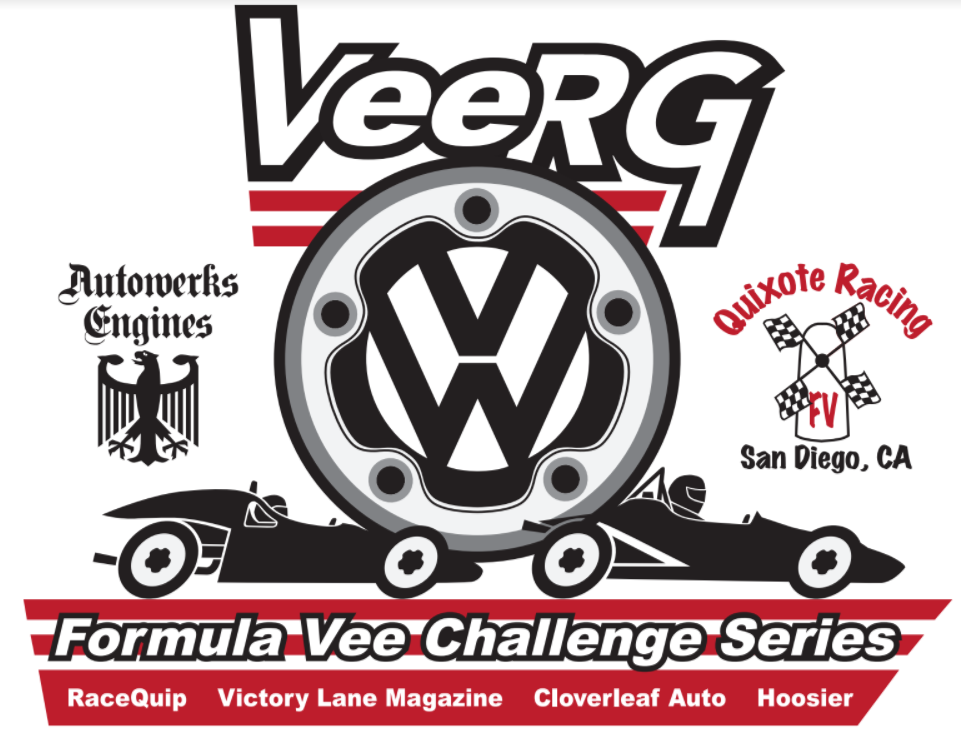 VeeRG
VW
Autowerks
Engines
Quixote Racing
FV
San Diego, CA
Formula Vee Challenge Series
RaceQuip Victory Lane Magazine Cloverleaf Auto Hoosier